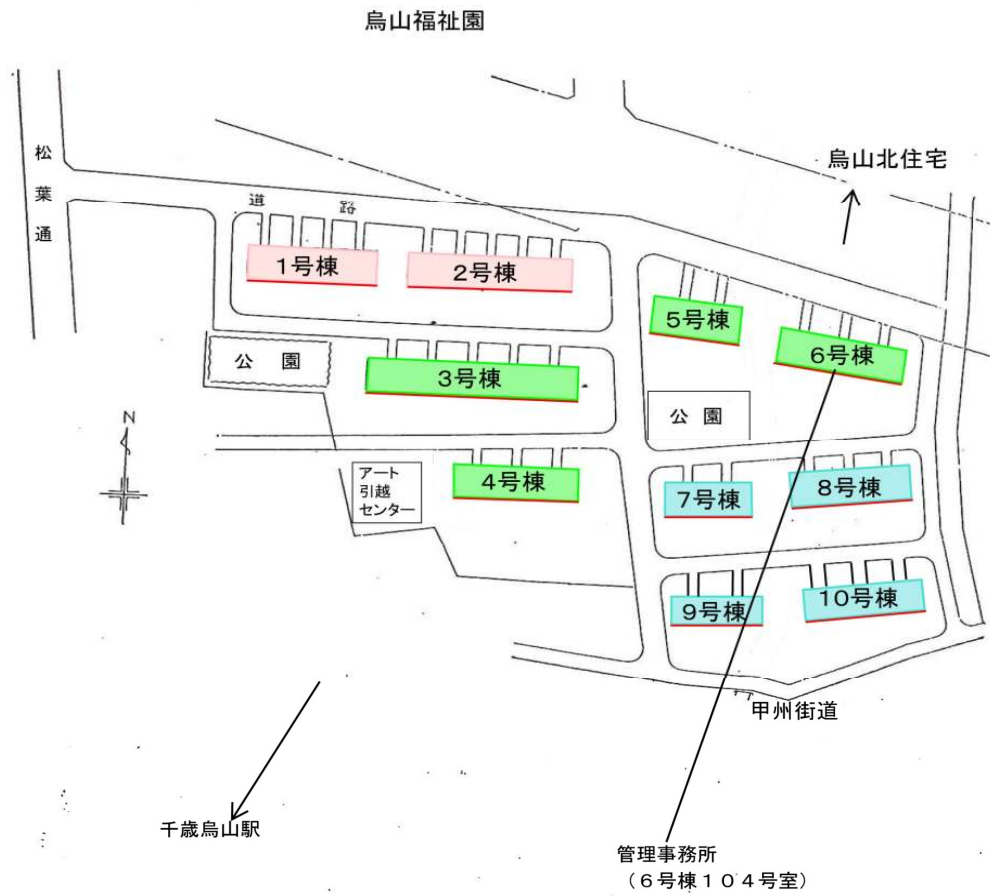 烏山福祉園
松葉通
道路
烏山北住宅
1号棟
2号棟
5号棟
6号棟
公園
3号棟
公園
N
アート
引越
センター
4号棟
7号棟
8号棟
9号棟
10号棟
甲州街道
千歳烏山駅
管理事務所
(6号棟104号室)